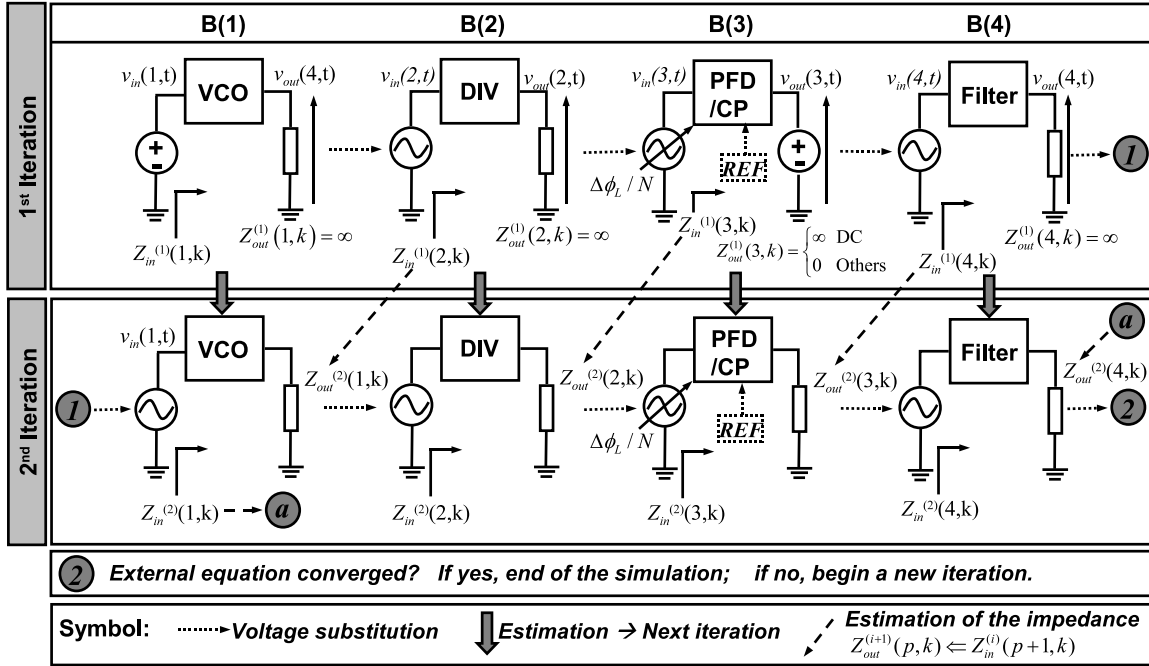 B(1) B(2) B(3) B(4)
1st Iteration
v_in(1,t) VCO v_out(4,t)
v_in(2,t) DIV v_out(2,t)
v_in(3,t) PFD /CP v_out(3,t)
v_in(4,t) Filter v_out(4,t)
+ -
+ -
Δϕ_L / N REF
1
Z_in^(1)(1,k) Z_out^(1)(1,k) = ∞
Z_in^(1)(2,k) Z_out^(1)(2,k) = ∞
Z_in^(1)(3,k) Z_out^(1)(3,k) = { ∞ DC
0 Others
Z_in^(1)(4,k) Z_out^(1)(4,k) = ∞
2nd Iteration
v_in(1,t) VCO DIV PFD /CP Filter a
Z_out^(2)(1,k) Z_out^(2)(2,k) Z_out^(2)(3,k) Z_out^(2)(4,k)
1 Δϕ_L / N REF 2
Z_in^(2)(1,k) a Z_in^(2)(2,k) Z_in^(2)(3,k) Z_in^(2)(4,k)
2 External equation converged? If yes, end of the simulation; if no, begin a new iteration.
Symbol: Voltage substitution Estimation → Next iteration Estimation of the impedance
Z_out^(i+1)(p,k) ⇐ Z_in^(i)(p+1,k)